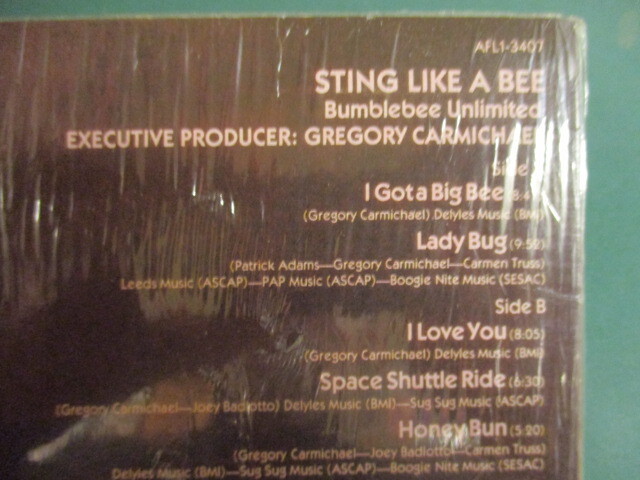 AFL1-3407
STING LIKE A BEE
Bumblebee Unlimited
EXECUTIVE PRODUCER: GREGORY CARMICHAEL
Side
I Got a Big Bee
(Gregory Carmichael) Delyles Music (BMI)
Lady Bug (9:52)
(Patrick Adams—Gregory Carmichael—Carmen Truss)
Leeds Music (ASCAP)—PAP Music (ASCAP)—Boogie Nite Music (SESAC)
Side B
I Love You (8:05)
(Gregory Carmichael) Delyles Music (BMI)
Space Shuttle Ride (6:30)
(Gregory Carmichael—Joey Badlotto) Delyles Music (BMI)—Sug Sug Music (ASCAP)
Honey Bun (5:20)
(Gregory Carmichael—Joey Badlotto—Carmen Truss)
Delyles Music (BMI)—Sug Sug Music (ASCAP)—Boogie Nite Music (SESAC)